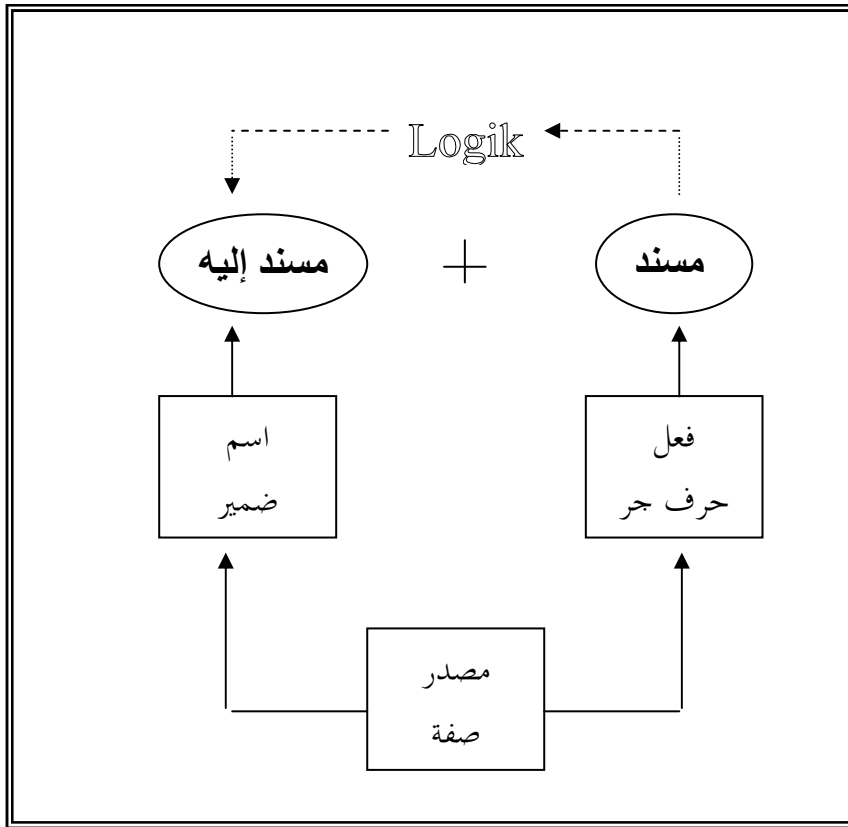 Logik
مسند
+
مسند إليه
فعل
حرف جر
اسم
ضمير
مصدر
صفة